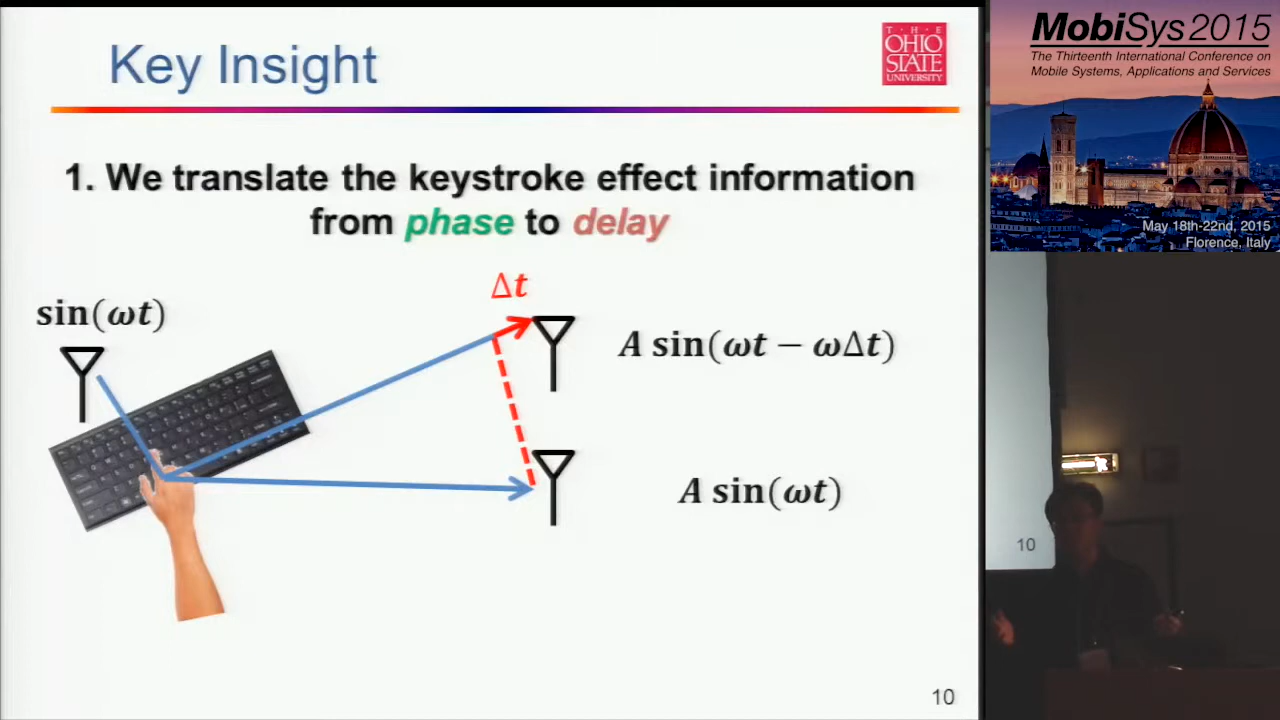 Key Insight
THE
OHIO
STATE
UNIVERSITY
1. We translate the keystroke effect information
from phase to delay
Δt
sin(ωt)
A sin(ωt − ωΔt)
A sin(ωt)
10
MobiSys 2015
The Thirteenth International Conference on
Mobile Systems, Applications and Services
May 18th-22nd, 2015
Florence, Italy
10